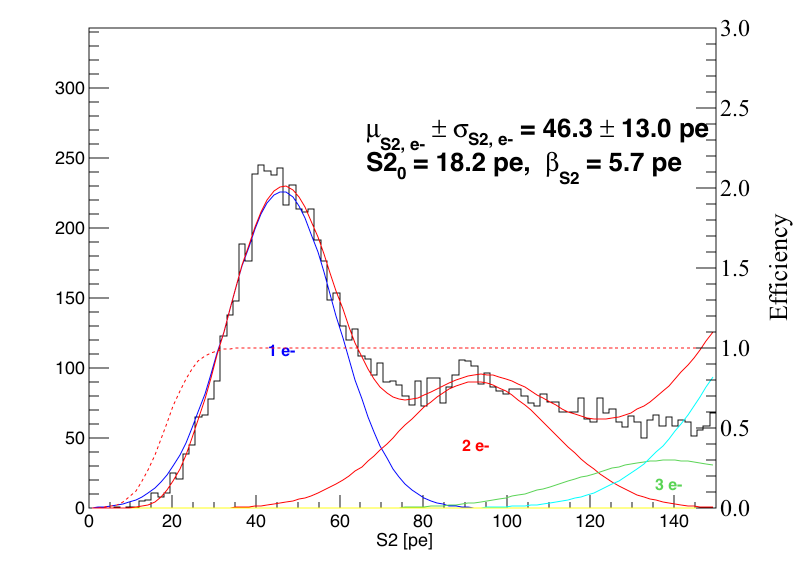 3.0
300
2.5
μS2, e- ± σS2, e- = 46.3 ± 13.0 pe
S20 = 18.2 pe, βS2 = 5.7 pe
250
200
2.0
150
1.5
Efficiency
100
1 e-
1.0
50
2 e-
0.5
3 e-
0
0.0
0 20 40 60 80 100 120 140
S2 [pe]